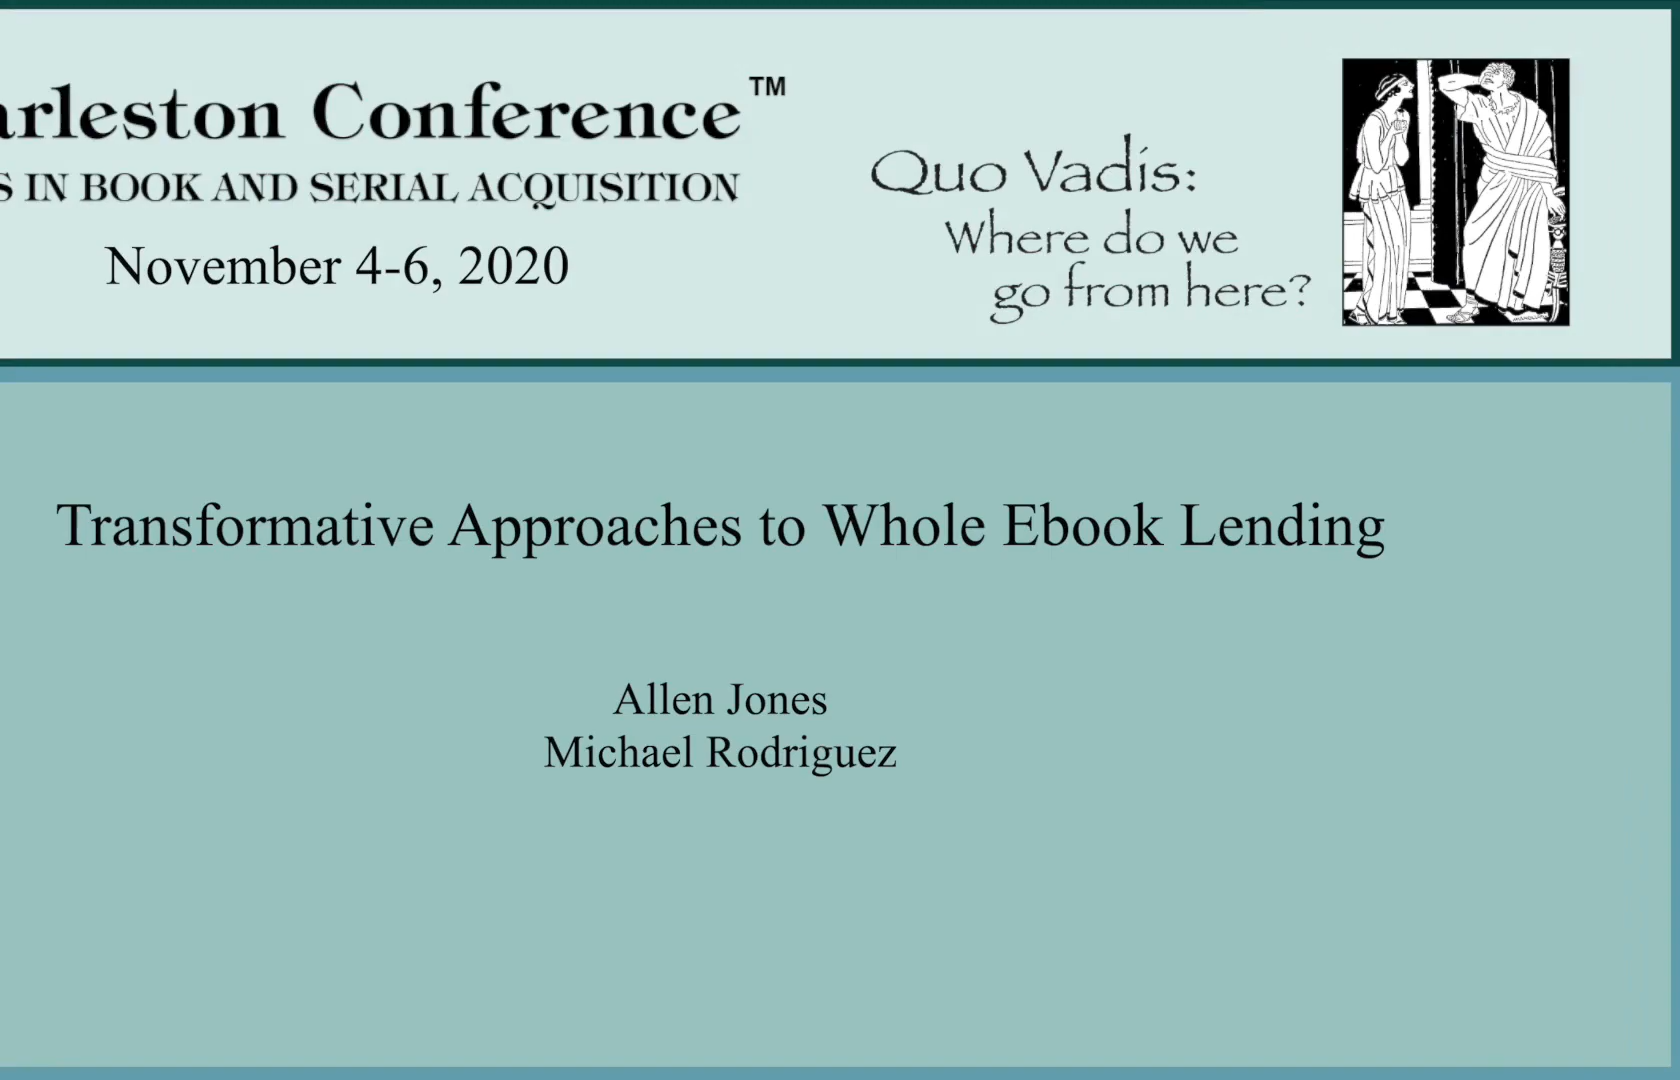 arleston Conference™
S IN BOOK AND SERIAL ACQUISITION
November 4-6, 2020
Quo Vadis:
Where do we
go from here?
Transformative Approaches to Whole Ebook Lending
Allen Jones
Michael Rodriguez